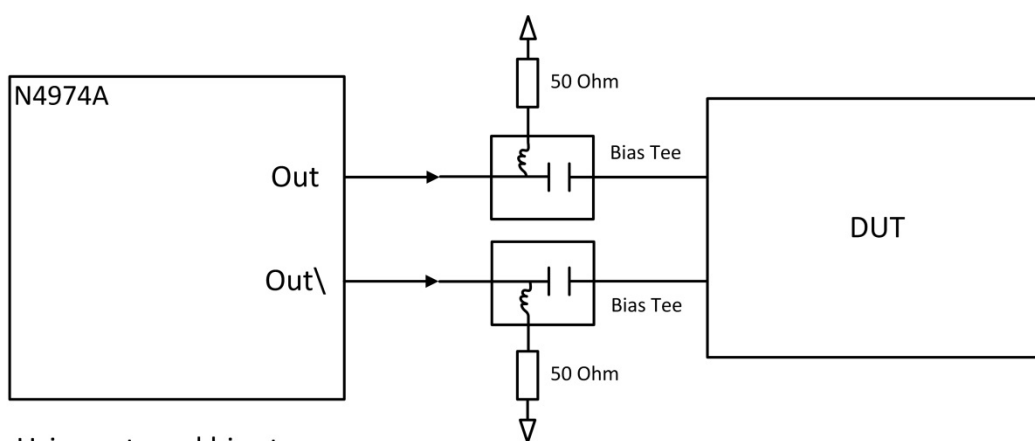 N4974A
50 Ohm
Bias Tee
Out
DUT
Out\
Bias Tee
50 Ohm